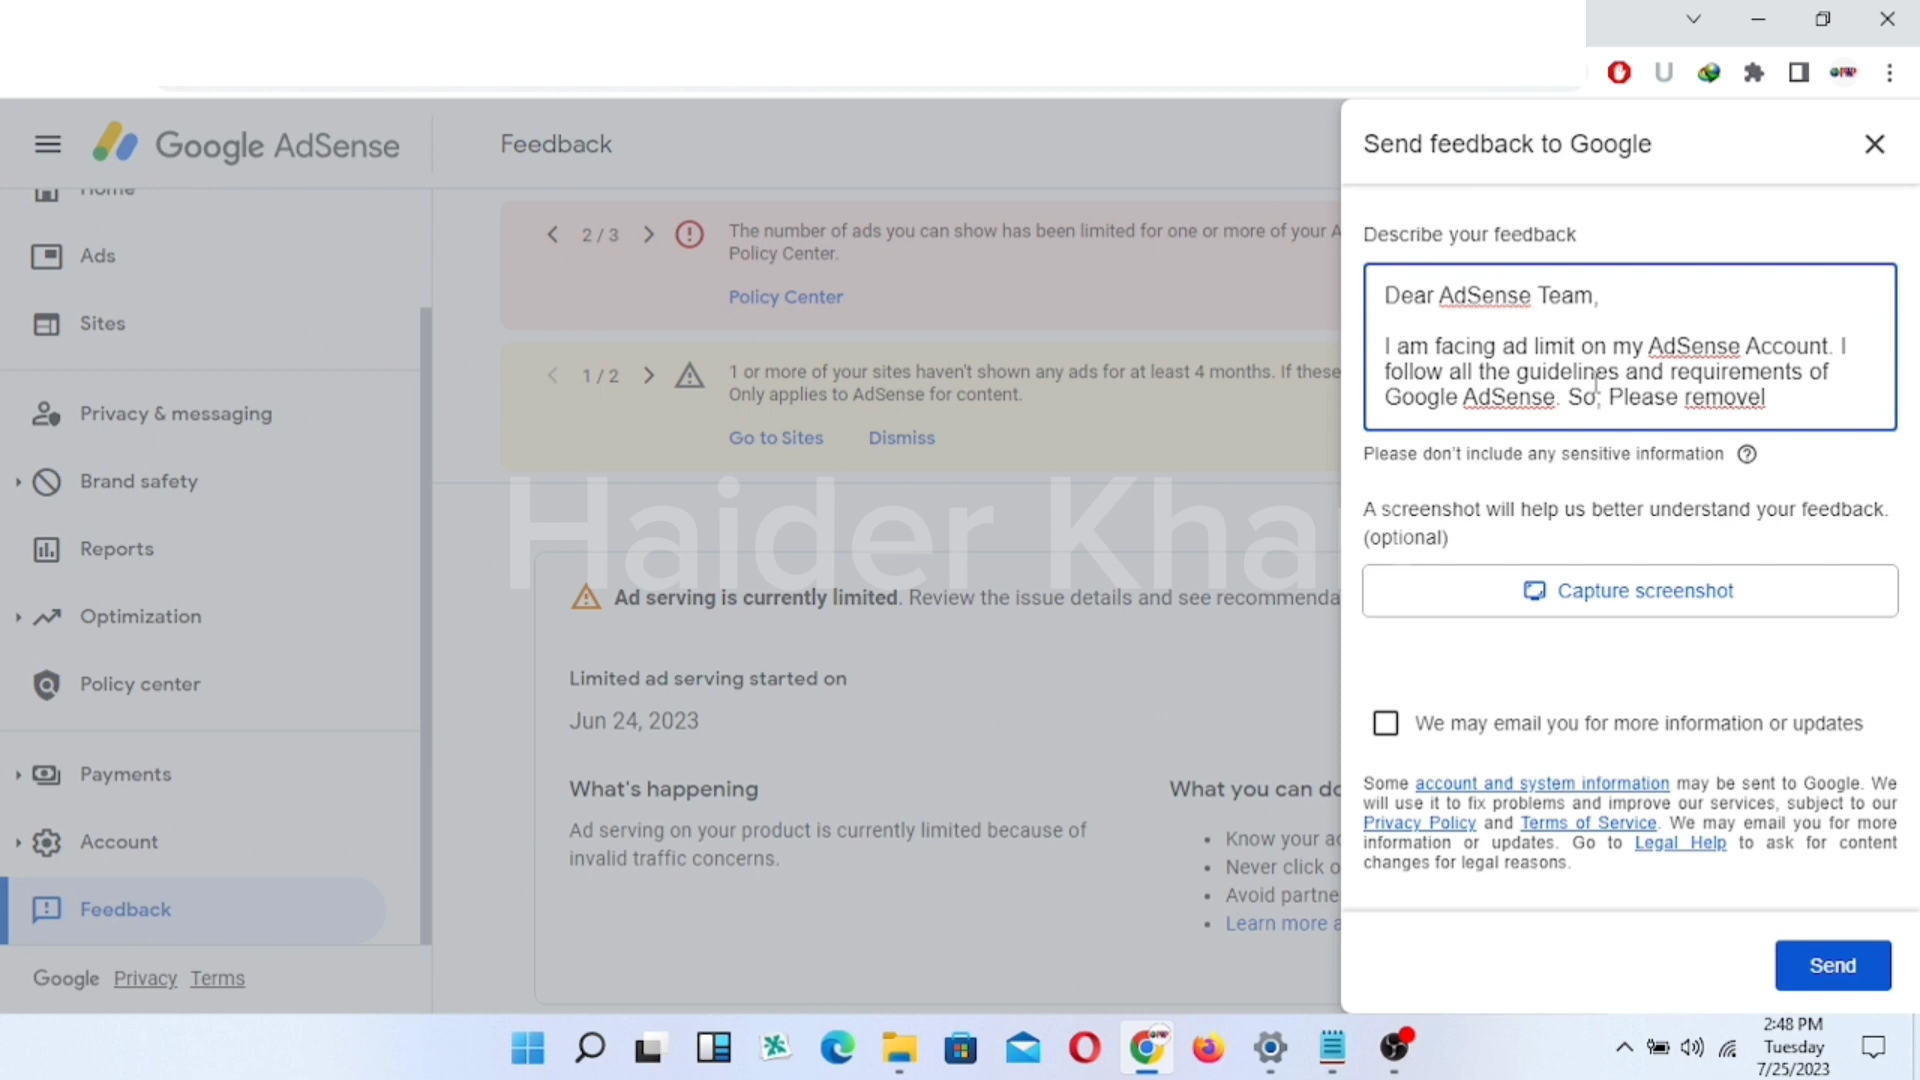 Google AdSense
Home
Ads
Sites
Privacy & messaging
Brand safety
Reports
Optimization
Policy center
Payments
Account
Feedback
Google Privacy Terms
Feedback
2 / 3
The number of ads you can show has been limited for one or more of your A
Policy Center.
Policy Center
1 / 2
1 or more of your sites haven't shown any ads for at least 4 months. If these
Only applies to AdSense for content.
Go to Sites Dismiss
Haider Khan
Ad serving is currently limited. Review the issue details and see recommenda
Limited ad serving started on
Jun 24, 2023
What's happening
Ad serving on your product is currently limited because of
invalid traffic concerns.
What you can do
Know your ad
Never click o
Avoid partne
Learn more a
Send feedback to Google
Describe your feedback
Dear AdSense Team,
I am facing ad limit on my AdSense Account. I
follow all the guidelines and requirements of
Google AdSense. So, Please removel
Please don't include any sensitive information
A screenshot will help us better understand your feedback.
(optional)
Capture screenshot
We may email you for more information or updates
Some account and system information may be sent to Google. We
will use it to fix problems and improve our services, subject to our
Privacy Policy and Terms of Service. We may email you for more
information or updates. Go to Legal Help to ask for content
changes for legal reasons.
Send
2:48 PM
Tuesday
7/25/2023